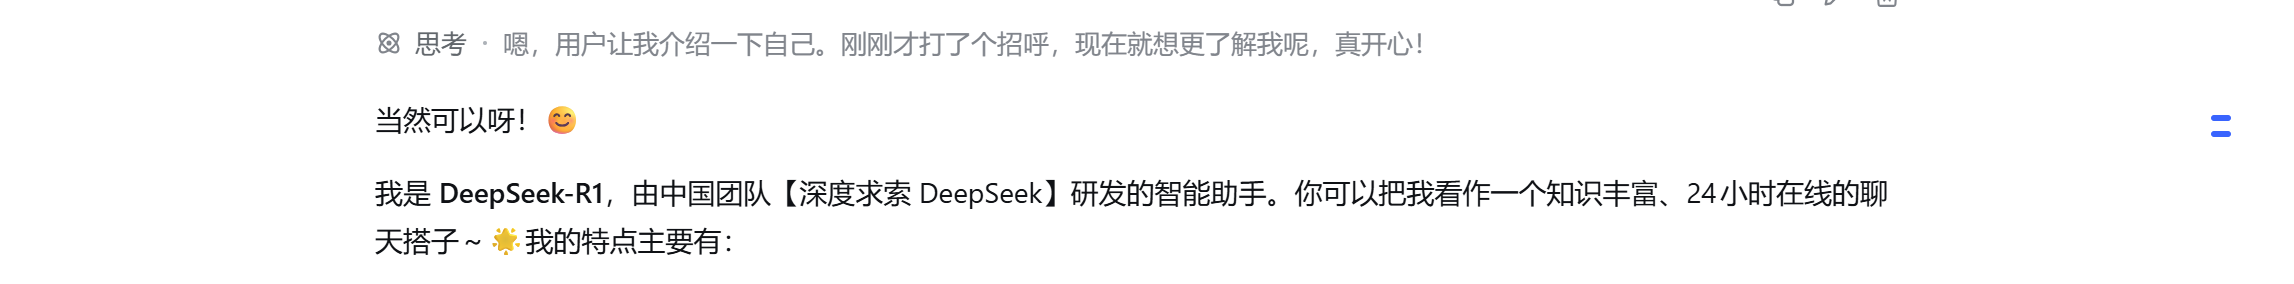 思考 · 嗯，用户让我介绍一下自己。刚刚才打了个招呼，现在就想更了解我呢，真开心！
当然可以呀！😊
我是 DeepSeek-R1，由中国团队【深度求索 DeepSeek】研发的智能助手。你可以把我看作一个知识丰富、24小时在线的聊
天搭子～🌟我的特点主要有：